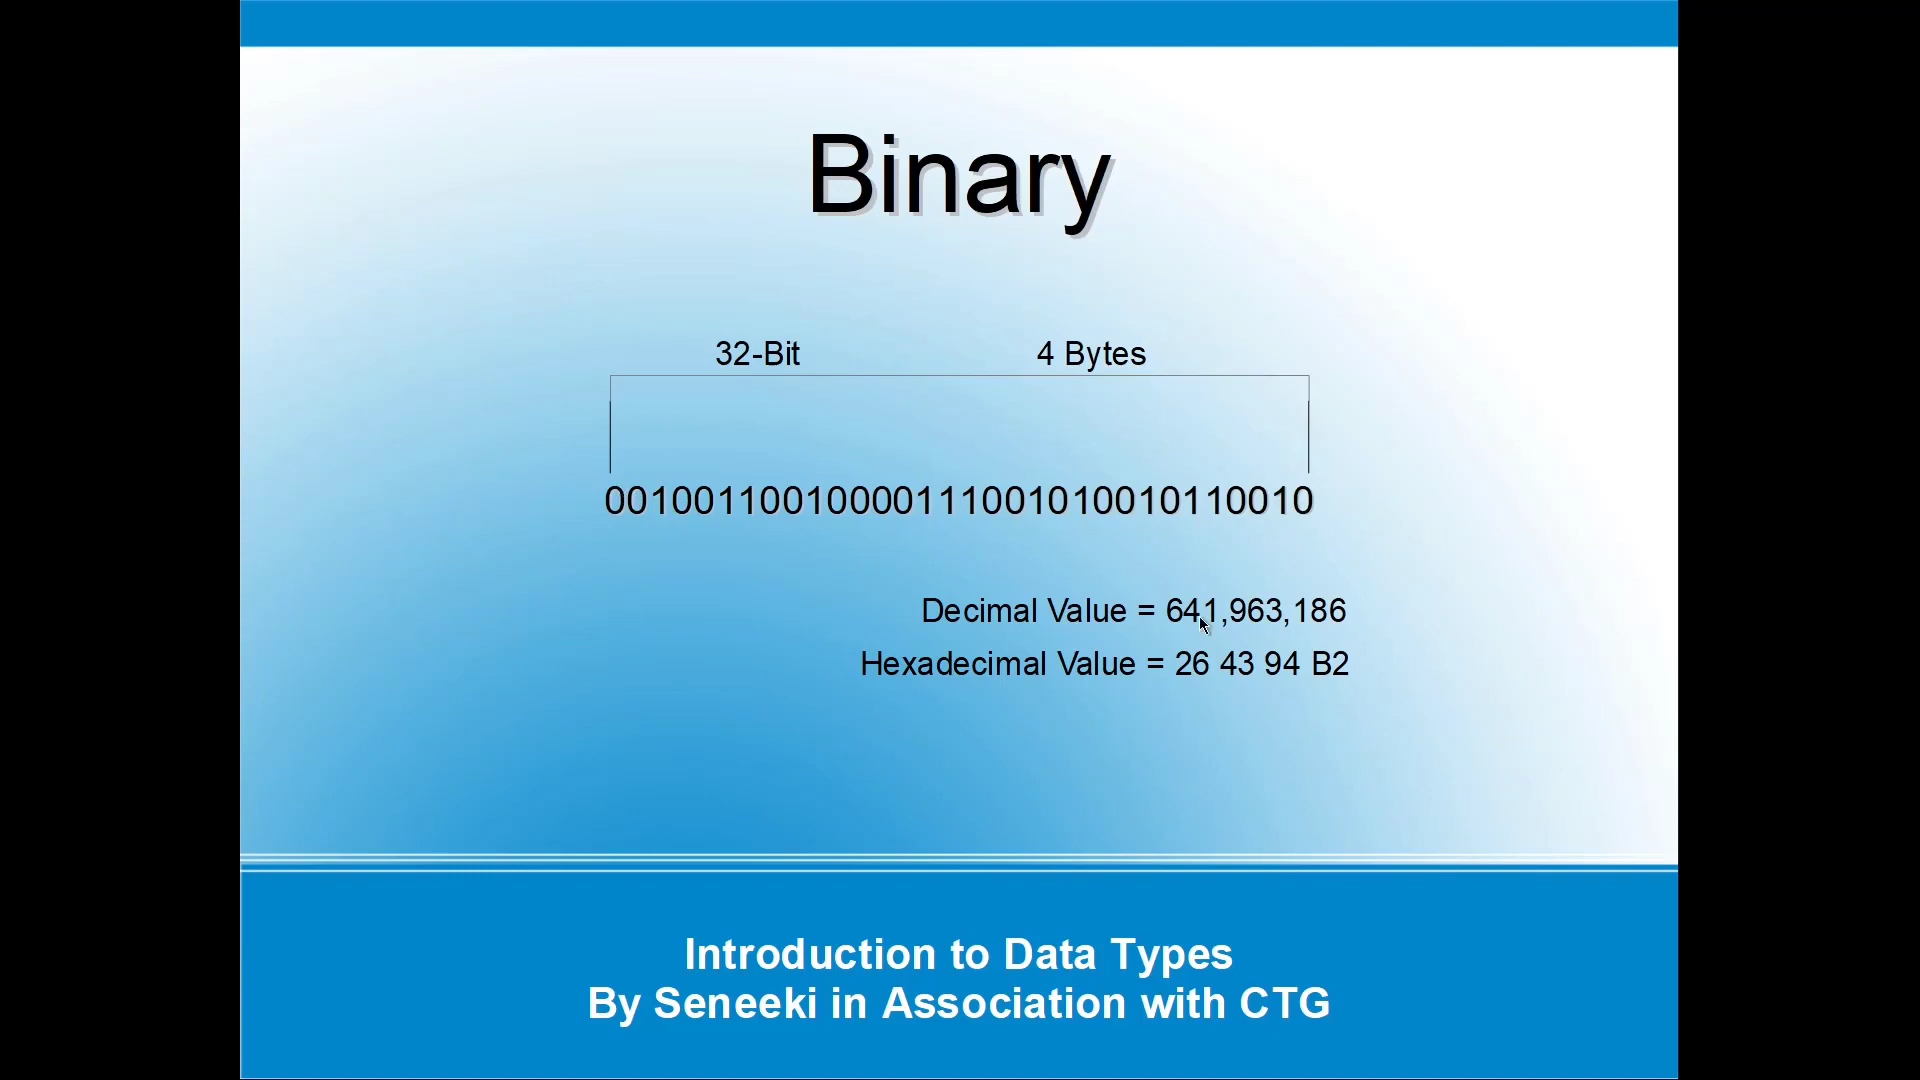 Binary
32-Bit 4 Bytes
00100110010000111001010010110010
Decimal Value = 641,963,186
Hexadecimal Value = 26 43 94 B2
Introduction to Data Types
By Seneeki in Association with CTG